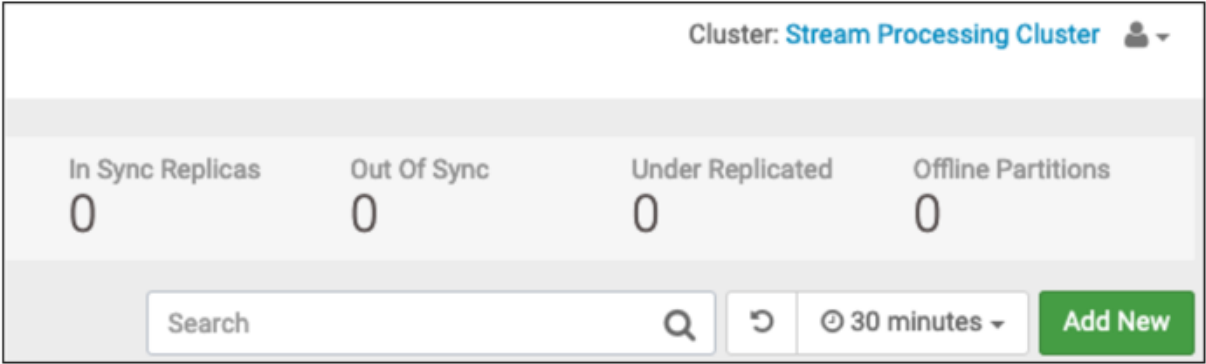 Cluster: Stream Processing Cluster
In Sync Replicas Out Of Sync Under Replicated Offline Partitions
0 0 0 0
Search 30 minutes Add New